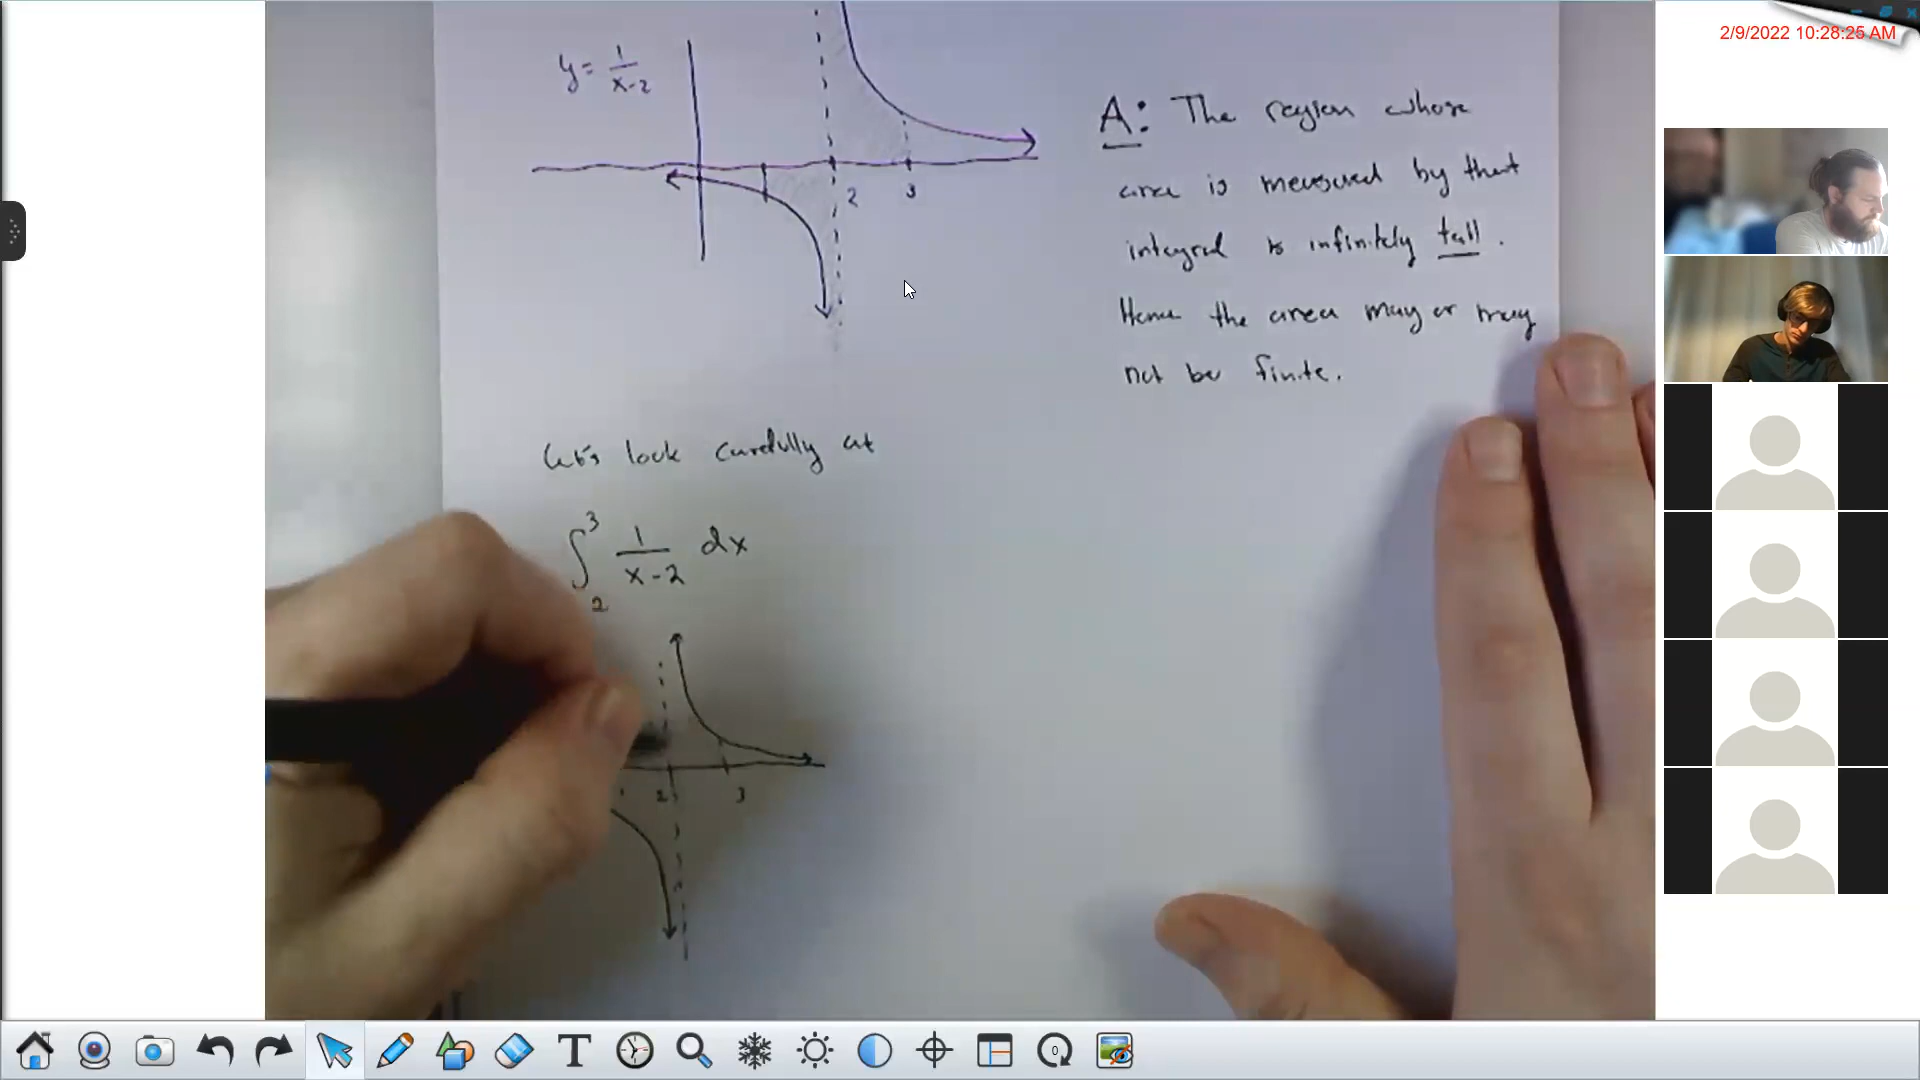 2/9/2022 10:28:25 AM
y = 1/(x-2)
2 3
A: The region whose
area is measured by that
integral is infinitely tall.
Hence the area may or may
not be finite.
Let's look carefully at
∫₂³ 1/(x-2) dx
2 3
T
0